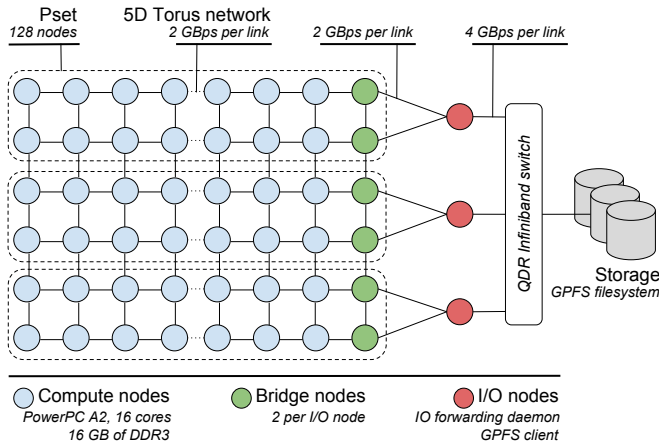 Pset
128 nodes
5D Torus network
2 GBps per link
2 GBps per link
4 GBps per link
QDR Infiniband switch
Storage
GPFS filesystem
Compute nodes
PowerPC A2, 16 cores
16 GB of DDR3
Bridge nodes
2 per I/O node
I/O nodes
IO forwarding daemon
GPFS client